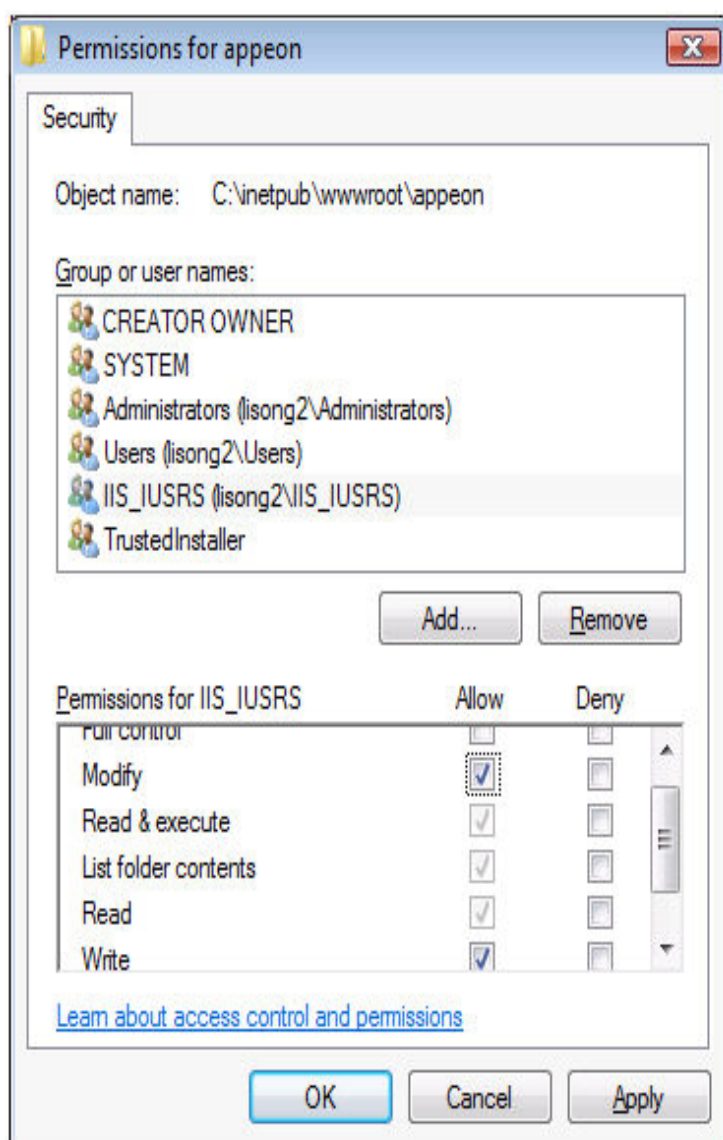 Permissions for appeon
Security
Object name: C:\inetpub\wwwroot\appeon
Group or user names:
CREATOR OWNER
SYSTEM
Administrators (lisong2\Administrators)
Users (lisong2\Users)
IIS_IUSRS (lisong2\IIS_IUSRS)
TrustedInstaller
Add... Remove
Permissions for IIS_IUSRS Allow Deny
Full control
Modify
Read & execute
List folder contents
Read
Write
Learn about access control and permissions
OK Cancel Apply